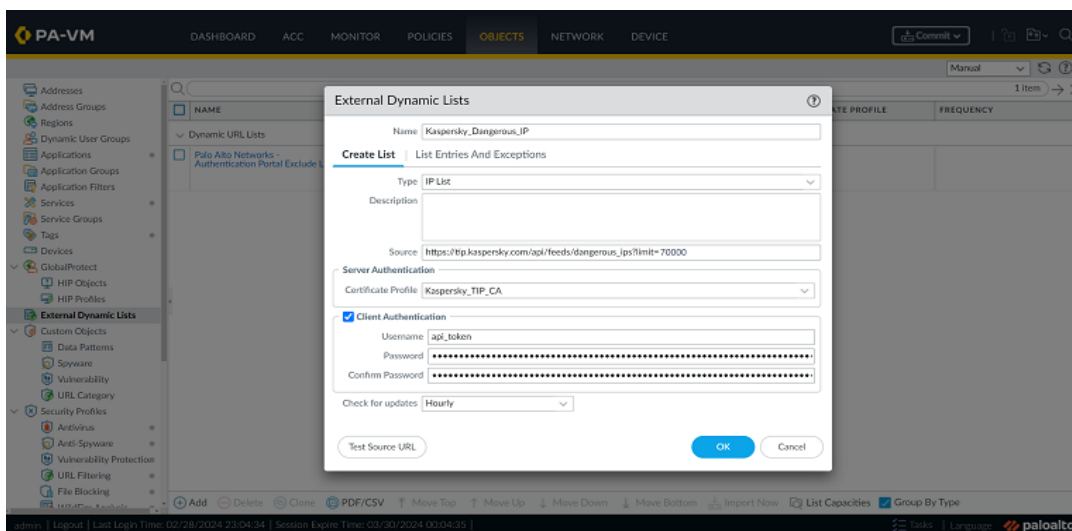 PA-VM
DASHBOARD ACC MONITOR POLICIES OBJECTS NETWORK DEVICE
Commit
Manual
1 item
Addresses
Address Groups
Regions
Dynamic User Groups
Applications
Application Groups
Application Filters
Services
Service Groups
Tags
Devices
GlobalProtect
HIP Objects
HIP Profiles
External Dynamic Lists
Custom Objects
Data Patterns
Spyware
Vulnerability
URL Category
Security Profiles
Antivirus
Anti-Spyware
Vulnerability Protection
URL Filtering
File Blocking
NAME
ATE PROFILE
FREQUENCY
Dynamic URL Lists
Palo Alto Networks -
Authentication Portal Exclude L
External Dynamic Lists
Name Kaspersky_Dangerous_IP
Create List | List Entries And Exceptions
Type IP List
Description
Source https://tip.kaspersky.com/api/feeds/dangerous_ips?limit=70000
Server Authentication
Certificate Profile Kaspersky_TIP_CA
Client Authentication
Username api_token
Password
Confirm Password
Check for updates Hourly
Test Source URL
OK Cancel
Add Delete Clone PDF/CSV Move Top Move Up Move Down Move Bottom Import Now List Capacities Group By Type
admin | Logout | Last Login Time: 02/28/2024 23:04:34 | Session Expire Time: 03/30/2024 00:04:35 |
Tasks | Language paloalto